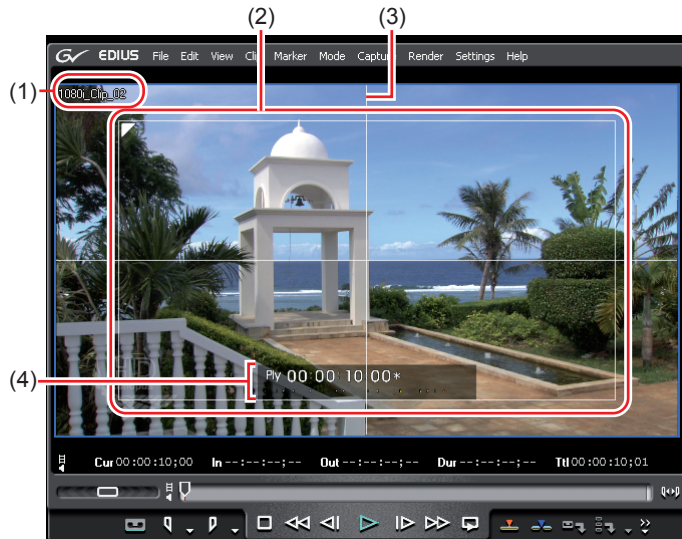 (2) (3)
GV EDIUS File Edit View Clip Marker Mode Capture Render Settings Help
(1) 1080i_Clip_02
(4) Ply 00:00:10:00*
Cur 00:00:10;00 In --:--:--;-- Out --:--:--;-- Dur --:--:--;-- Ttl 00:00:10;01